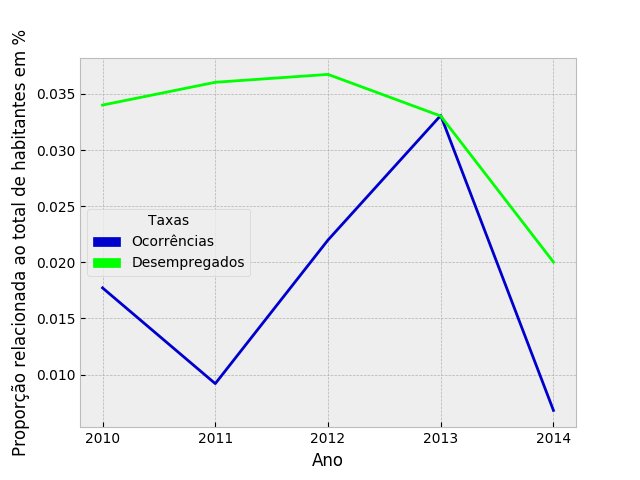 Proporção relacionada ao total de habitantes em %
0.035
0.030
0.025
0.020
0.015
0.010
Taxas
Ocorrências
Desempregados
2010 2011 2012 2013 2014
Ano